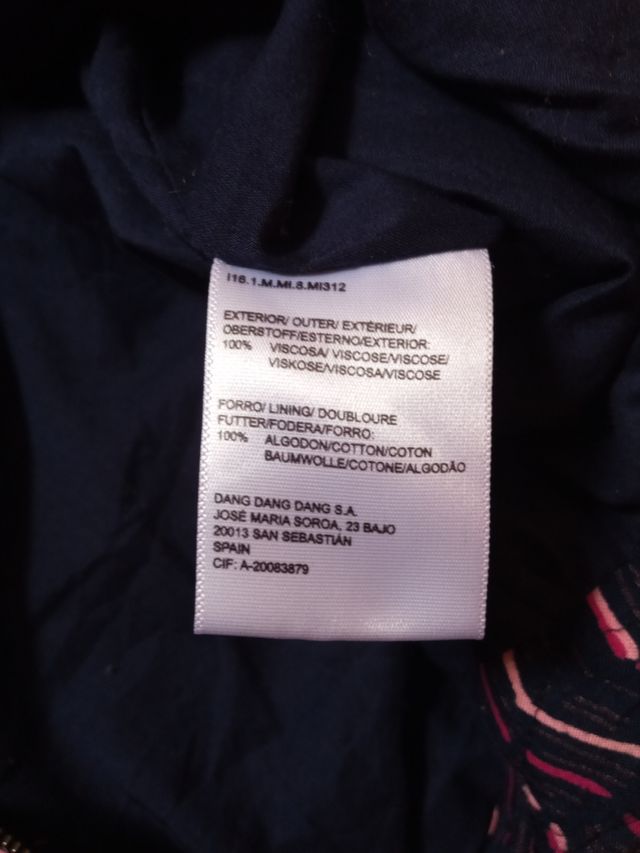 I16.1.M.MI.8.MI312
EXTERIOR/ OUTER/ EXTÉRIEUR/
OBERSTOFF/ESTERNO/EXTERIOR:
100% VISCOSA/ VISCOSE/VISCOSE/
VISKOSE/VISCOSA/VISCOSE
FORRO/ LINING/ DOUBLOURE
FUTTER/FODERA/FORRO:
100% ALGODON/COTTON/COTON
BAUMWOLLE/COTONE/ALGODÃO
DANG DANG DANG S.A.
JOSÉ MARIA SOROA, 23 BAJO
20013 SAN SEBASTIÁN
SPAIN
CIF: A-20083879